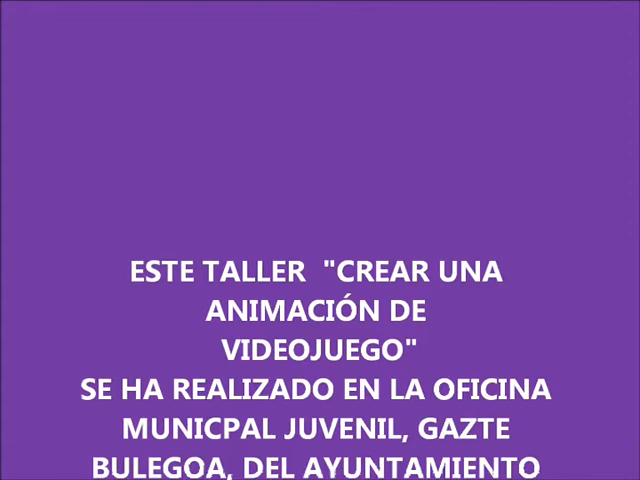 ESTE TALLER "CREAR UNA
ANIMACIÓN DE
VIDEOJUEGO"
SE HA REALIZADO EN LA OFICINA
MUNICPAL JUVENIL, GAZTE
BULEGOA, DEL AYUNTAMIENTO